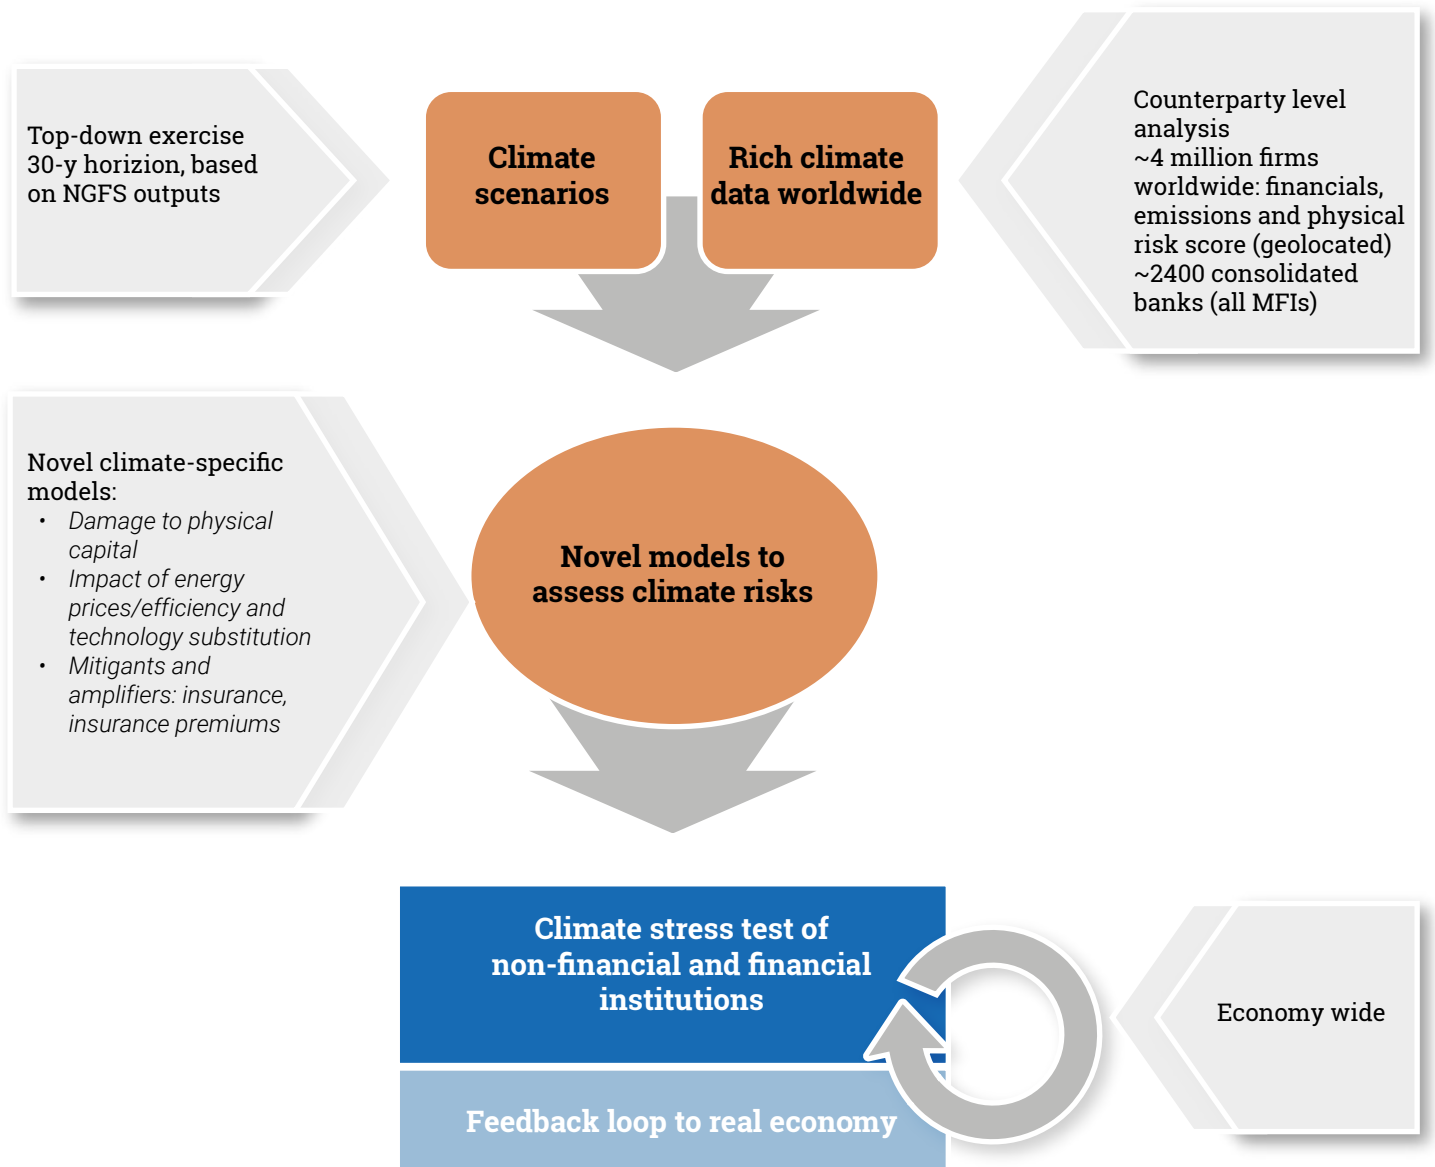 Top-down exercise
30-y horizion, based
on NGFS outputs
Climate
scenarios
Rich climate
data worldwide
Counterparty level
analysis
~4 million firms
worldwide: financials,
emissions and physical
risk score (geolocated)
~2400 consolidated
banks (all MFIs)
Novel climate-specific
models:
• Damage to physical
capital
• Impact of energy
prices/efficiency and
technology substitution
• Mitigants and
amplifiers: insurance,
insurance premiums
Novel models to
assess climate risks
Climate stress test of
non-financial and financial
institutions
Feedback loop to real economy
Economy wide